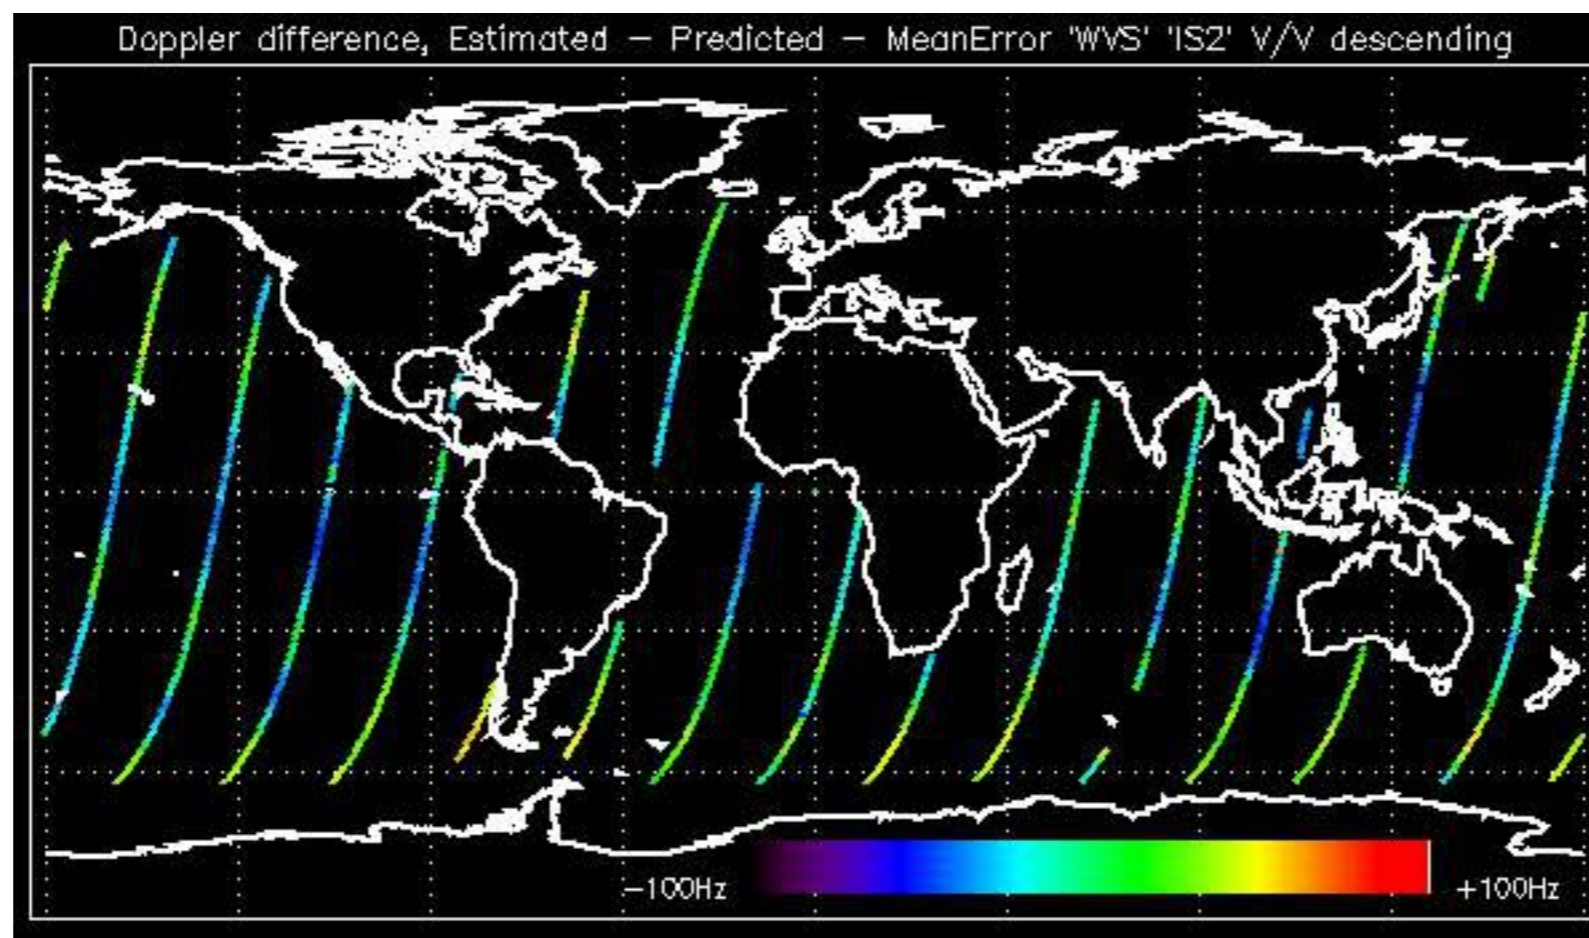 Doppler difference, Estimated – Predicted – MeanError 'WVS' 'IS2' V/V descending
–100Hz
+100Hz